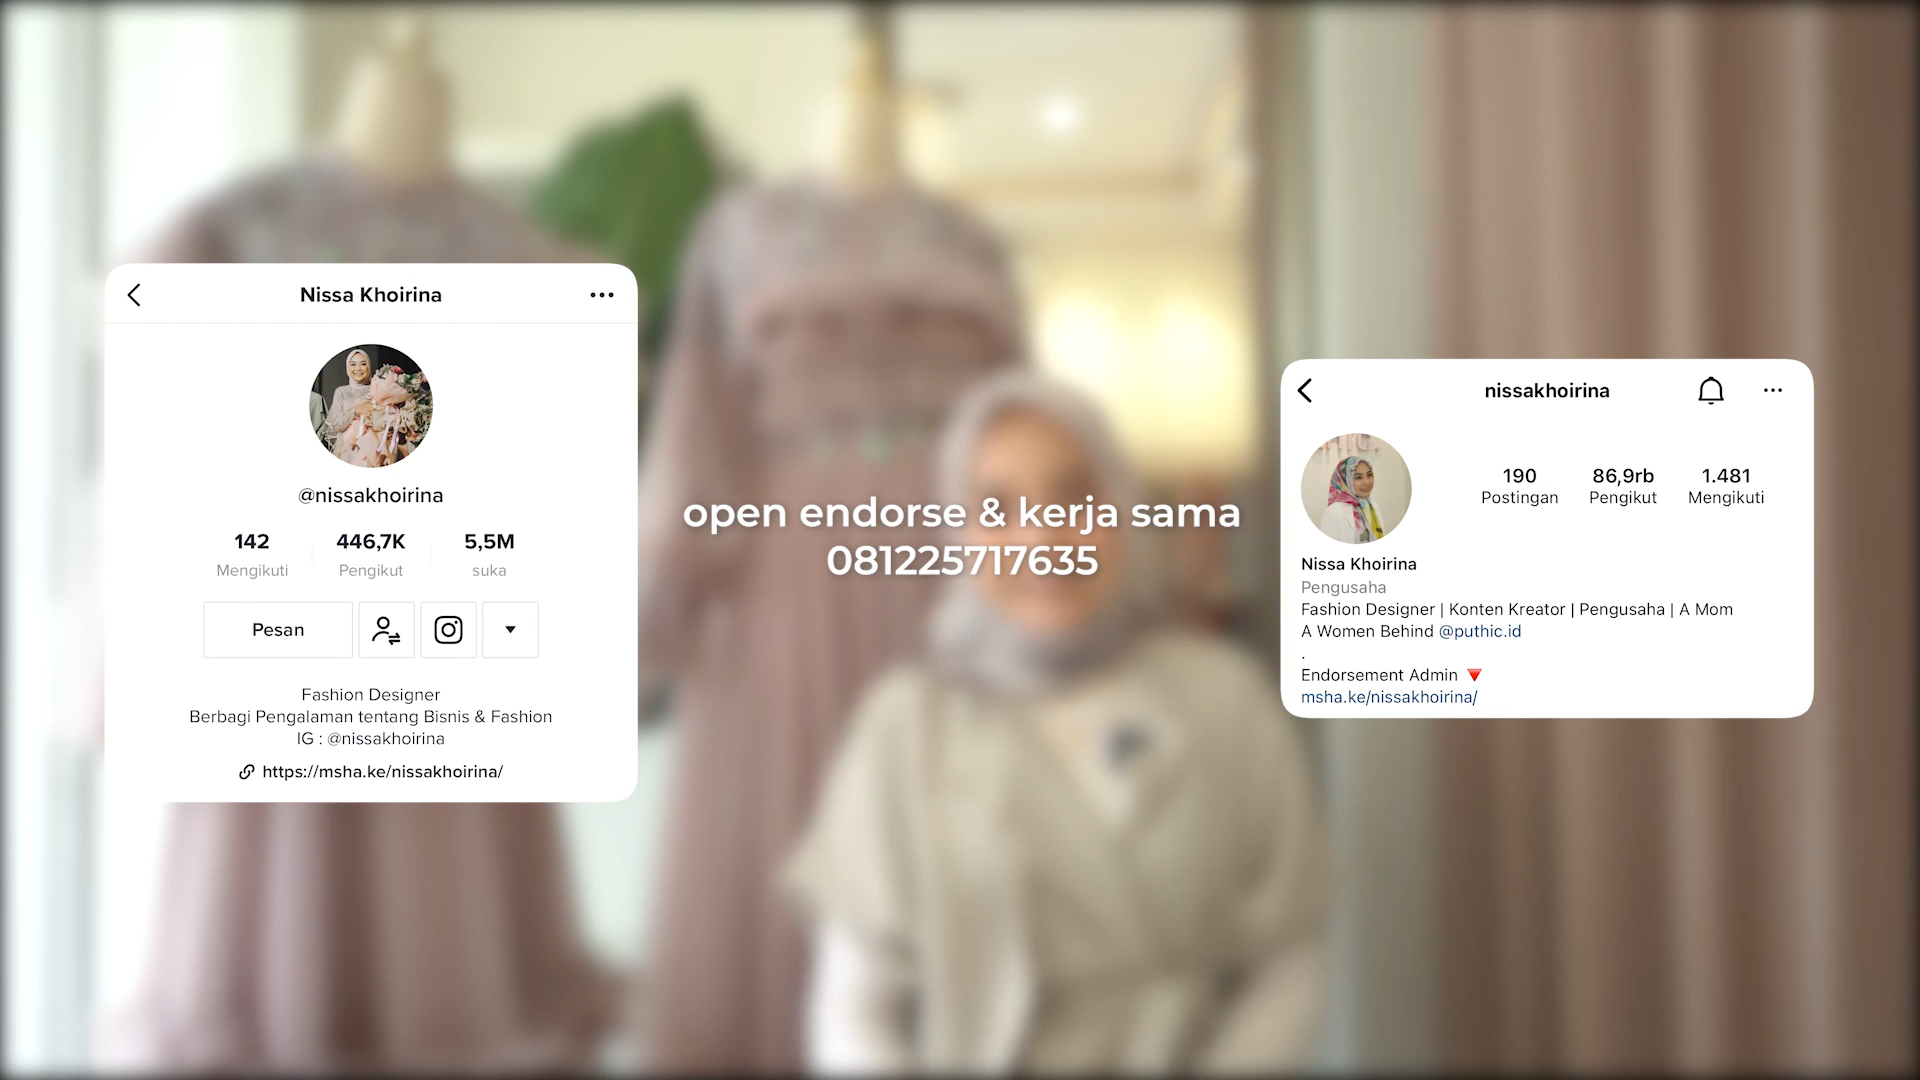 Nissa Khoirina
@nissakhoirina
142 446,7K 5,5M
Mengikuti Pengikut suka
Pesan
Fashion Designer
Berbagi Pengalaman tentang Bisnis & Fashion
IG : @nissakhoirina
https://msha.ke/nissakhoirina/
open endorse & kerja sama
081225717635
nissakhoirina
190 86,9rb 1.481
Postingan Pengikut Mengikuti
Nissa Khoirina
Pengusaha
Fashion Designer | Konten Kreator | Pengusaha | A Mom
A Women Behind @puthic.id
.
Endorsement Admin 🔻
msha.ke/nissakhoirina/